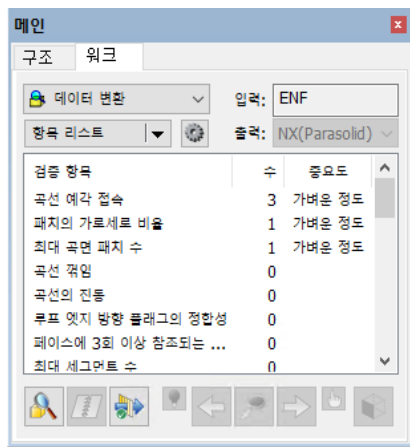 메인
구조 워크
데이터 변환 입력: ENF
항목 리스트 출력: NX(Parasolid)
검증 항목 수 중요도
곡선 예각 접속 3 가벼운 정도
패치의 가로세로 비율 1 가벼운 정도
최대 곡면 패치 수 1 가벼운 정도
곡선 꺾임 0
곡선의 진동 0
루프 엣지 방향 플래그의 정합성 0
페이스에 3회 이상 참조되는 ... 0
최대 세그먼트 수 0